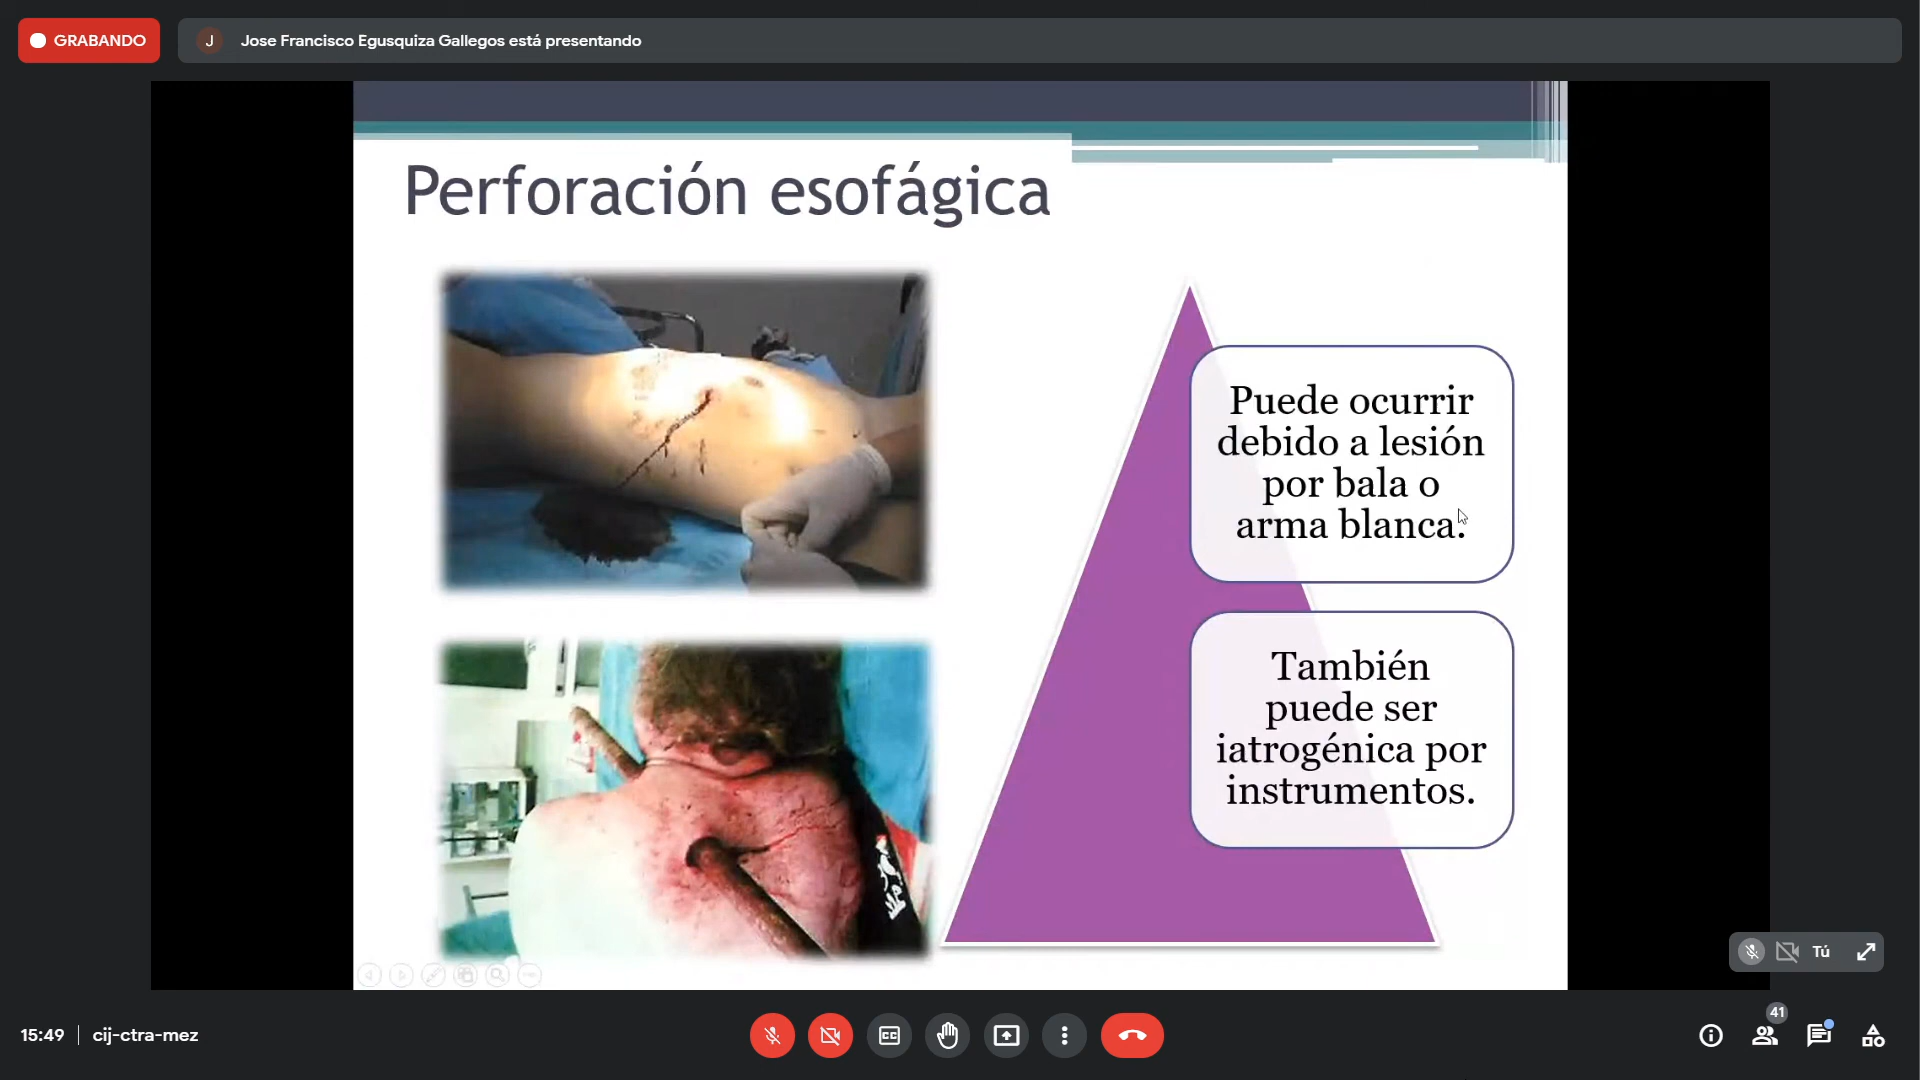 GRABANDO
J
Jose Francisco Egusquiza Gallegos está presentando
Perforación esofágica
Puede ocurrir
debido a lesión
por bala o
arma blanca.
También
puede ser
iatrogénica por
instrumentos.
Tú
15:49
cij-ctra-mez
CC
41